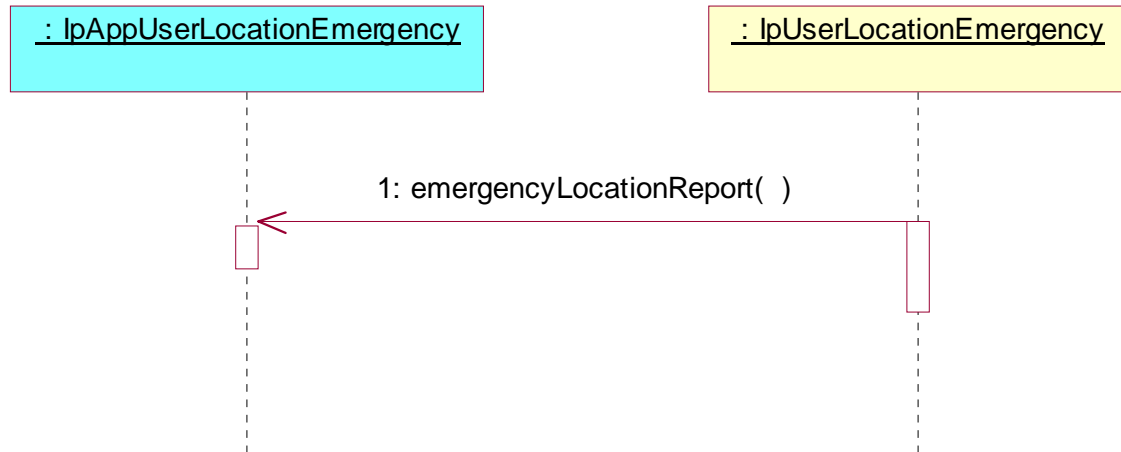 : IpAppUserLocationEmergency
: IpUserLocationEmergency
1: emergencyLocationReport( )